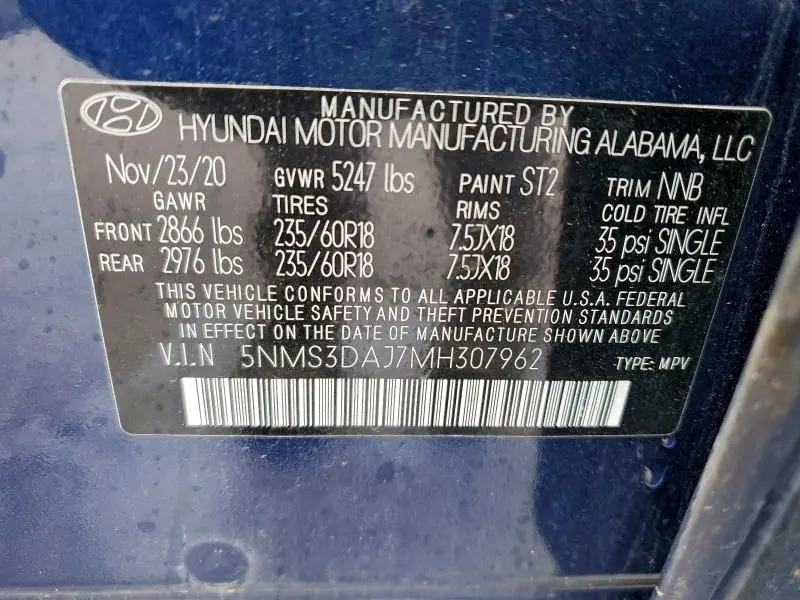 MANUFACTURED BY
HYUNDAI MOTOR MANUFACTURING ALABAMA, LLC
Nov/23/20 GVWR 5247 lbs PAINT ST2 TRIM NNB
GAWR TIRES RIMS COLD TIRE INFL
FRONT 2866 lbs 235/60R18 7.5JX18 35 psi SINGLE
REAR 2976 lbs 235/60R18 7.5JX18 35 psi SINGLE
THIS VEHICLE CONFORMS TO ALL APPLICABLE U.S.A. FEDERAL
MOTOR VEHICLE SAFETY AND THEFT PREVENTION STANDARDS
IN EFFECT ON THE DATE OF MANUFACTURE SHOWN ABOVE
V.I.N 5NMS3DAJ7MH307962 TYPE: MPV